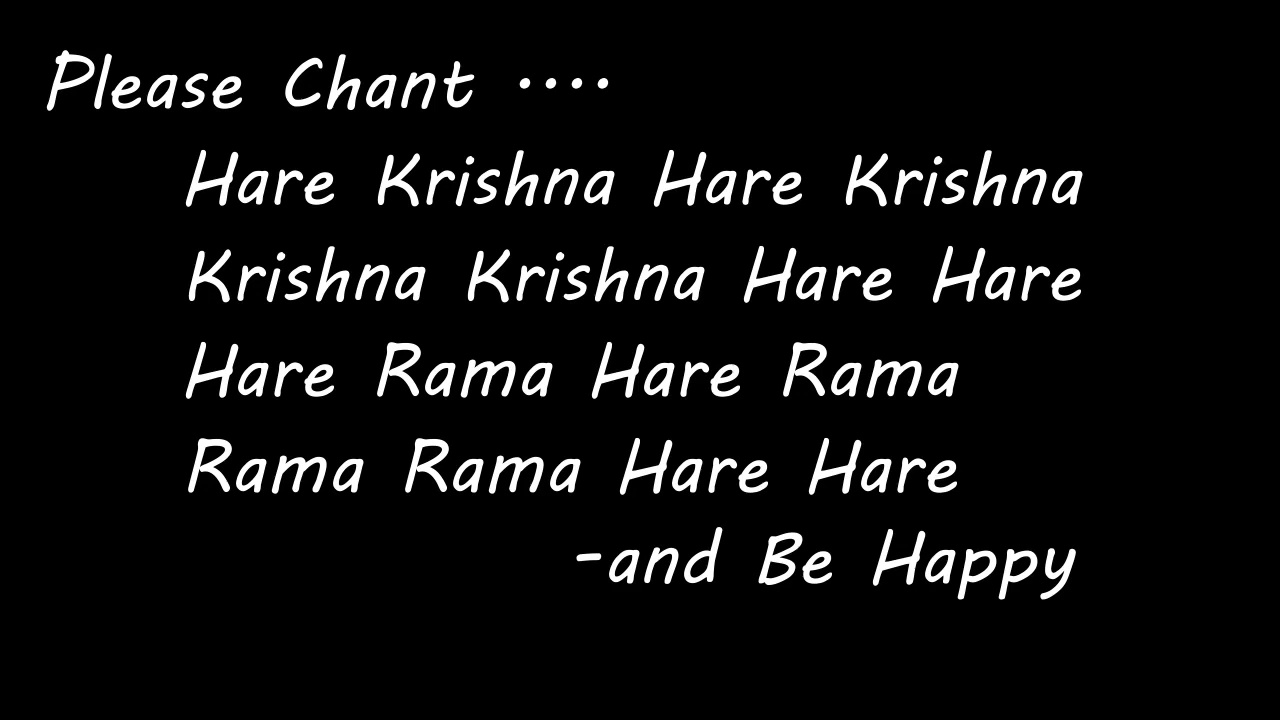 Please Chant ....
Hare Krishna Hare Krishna
Krishna Krishna Hare Hare
Hare Rama Hare Rama
Rama Rama Hare Hare
-and Be Happy